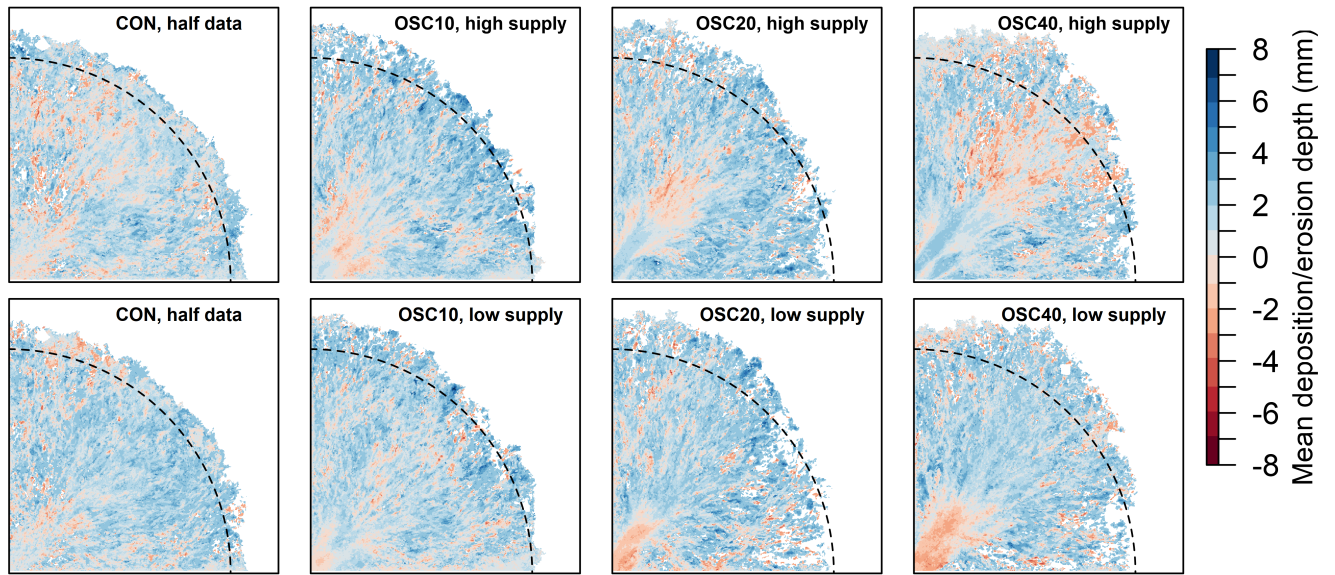 CON, half data
OSC10, high supply
OSC20, high supply
OSC40, high supply
CON, half data
OSC10, low supply
OSC20, low supply
OSC40, low supply
8
6
4
2
0
-2
-4
-6
-8
Mean deposition/erosion depth (mm)